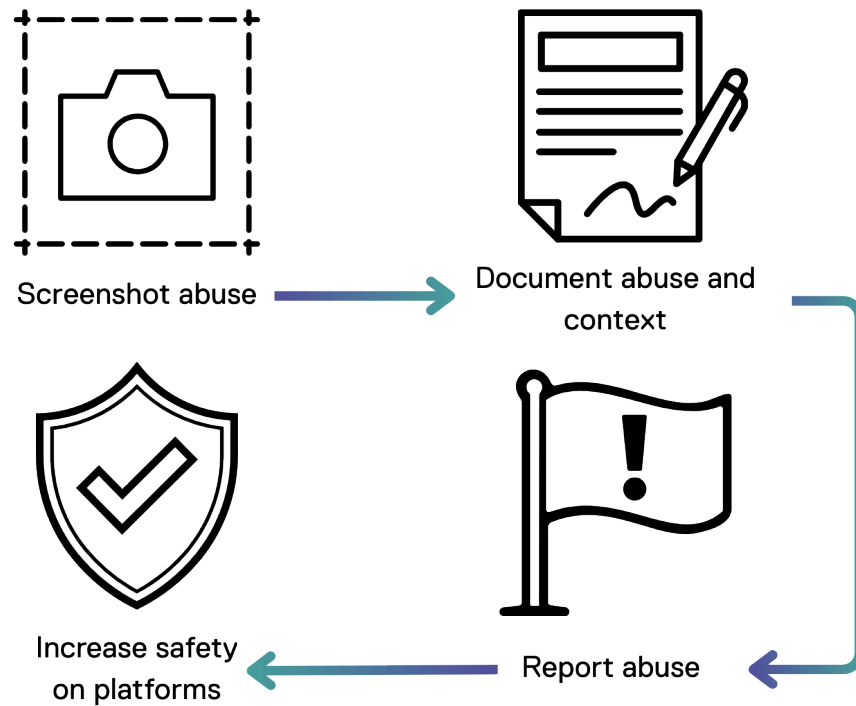 Screenshot abuse
Document abuse and
context
Report abuse
Increase safety
on platforms